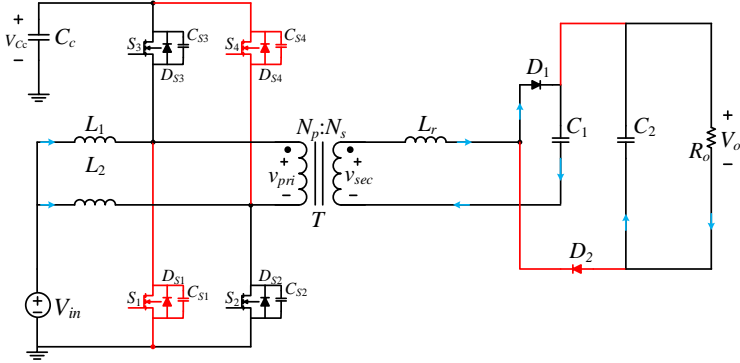 +
V_Cc
C_c
−
S_3
C_S3
D_S3
S_4
C_S4
D_S4
L_1
L_2
N_p:N_s
+
v_pri
−
+
v_sec
−
T
L_r
D_1
C_1
C_2
R_o
+
V_o
−
D_2
S_1
D_S1
C_S1
S_2
D_S2
C_S2
+
−
V_in